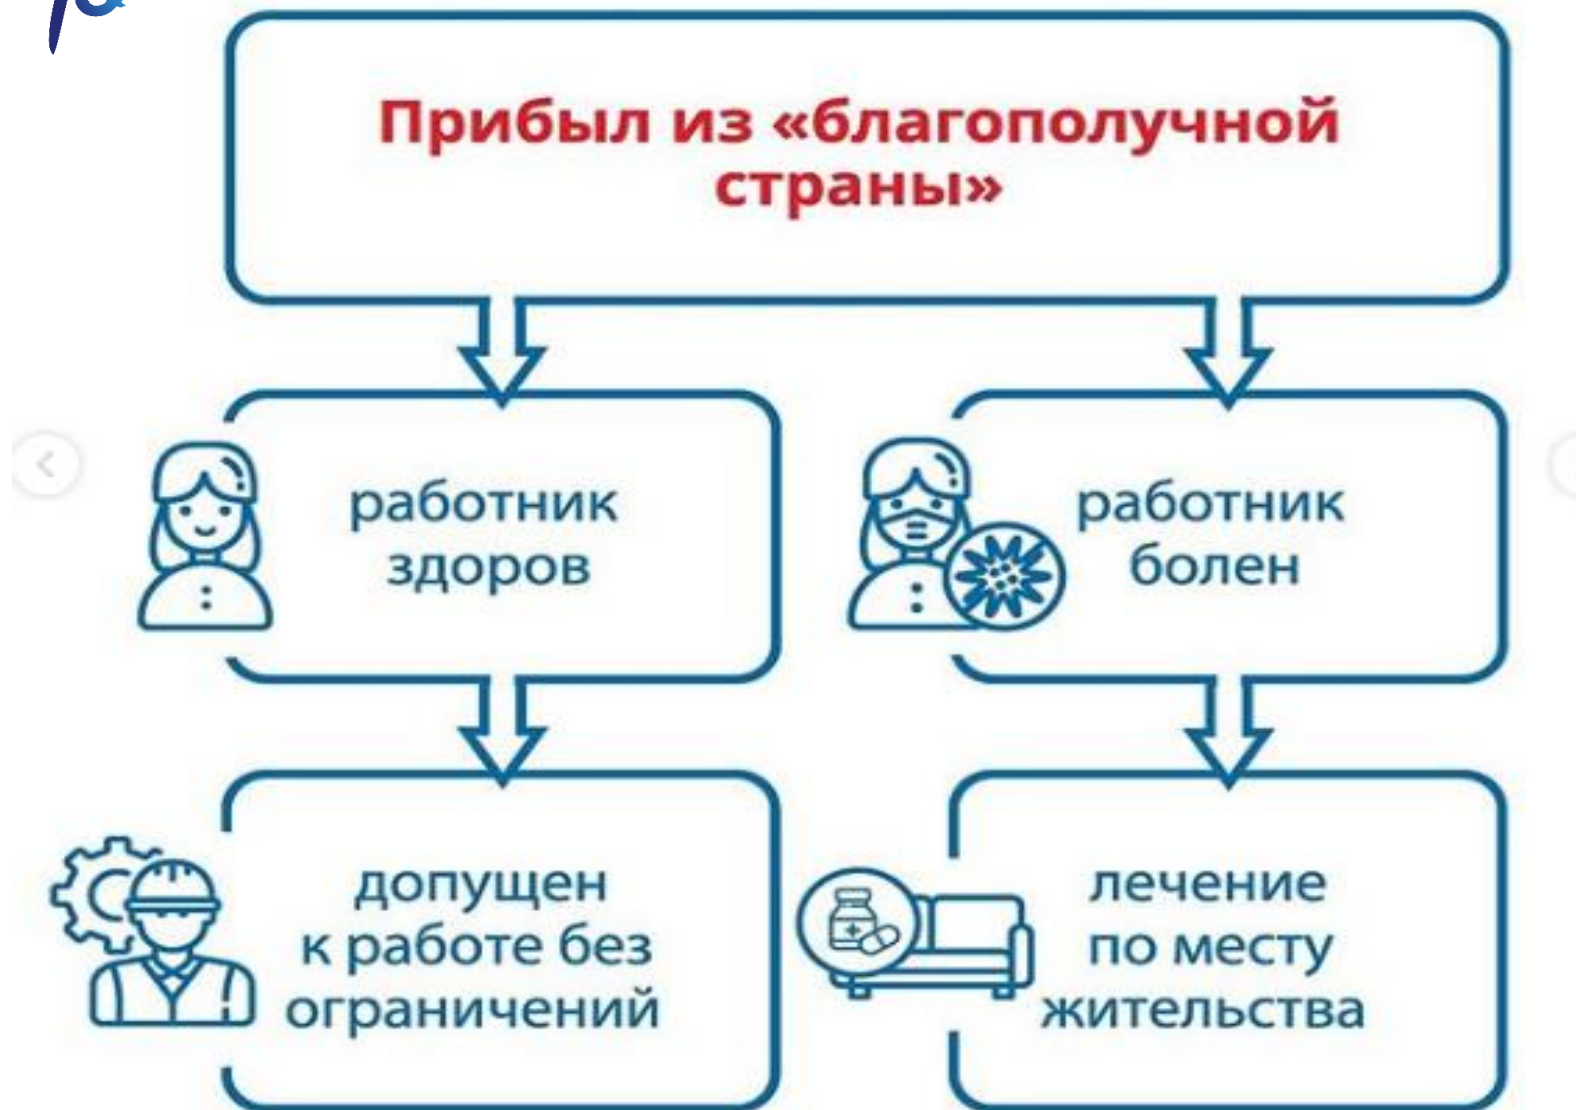 Прибыл из «благополучной
страны»
работник
здоров
работник
болен
допущен
к работе без
ограничений
лечение
по месту
жительства